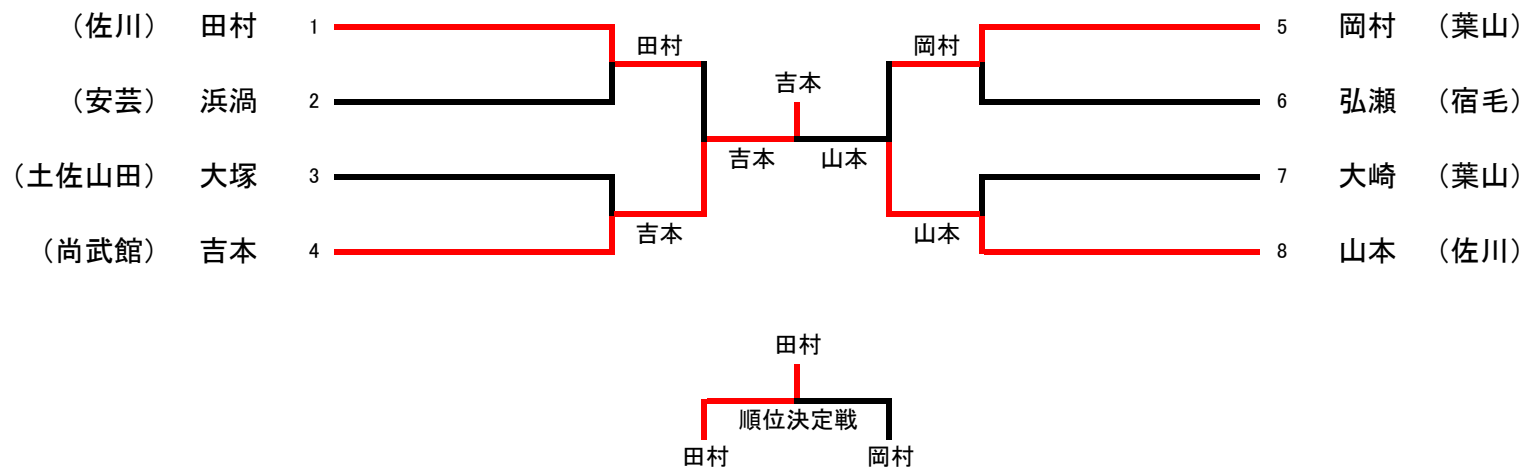 （佐川） 田村 1
（安芸） 浜渦 2
（土佐山田） 大塚 3
（尚武館） 吉本 4
田村
吉本
吉本
吉本
山本
岡村
山本
5 岡村 （葉山）
6 弘瀬 （宿毛）
7 大崎 （葉山）
8 山本 （佐川）
田村
順位決定戦
田村 岡村